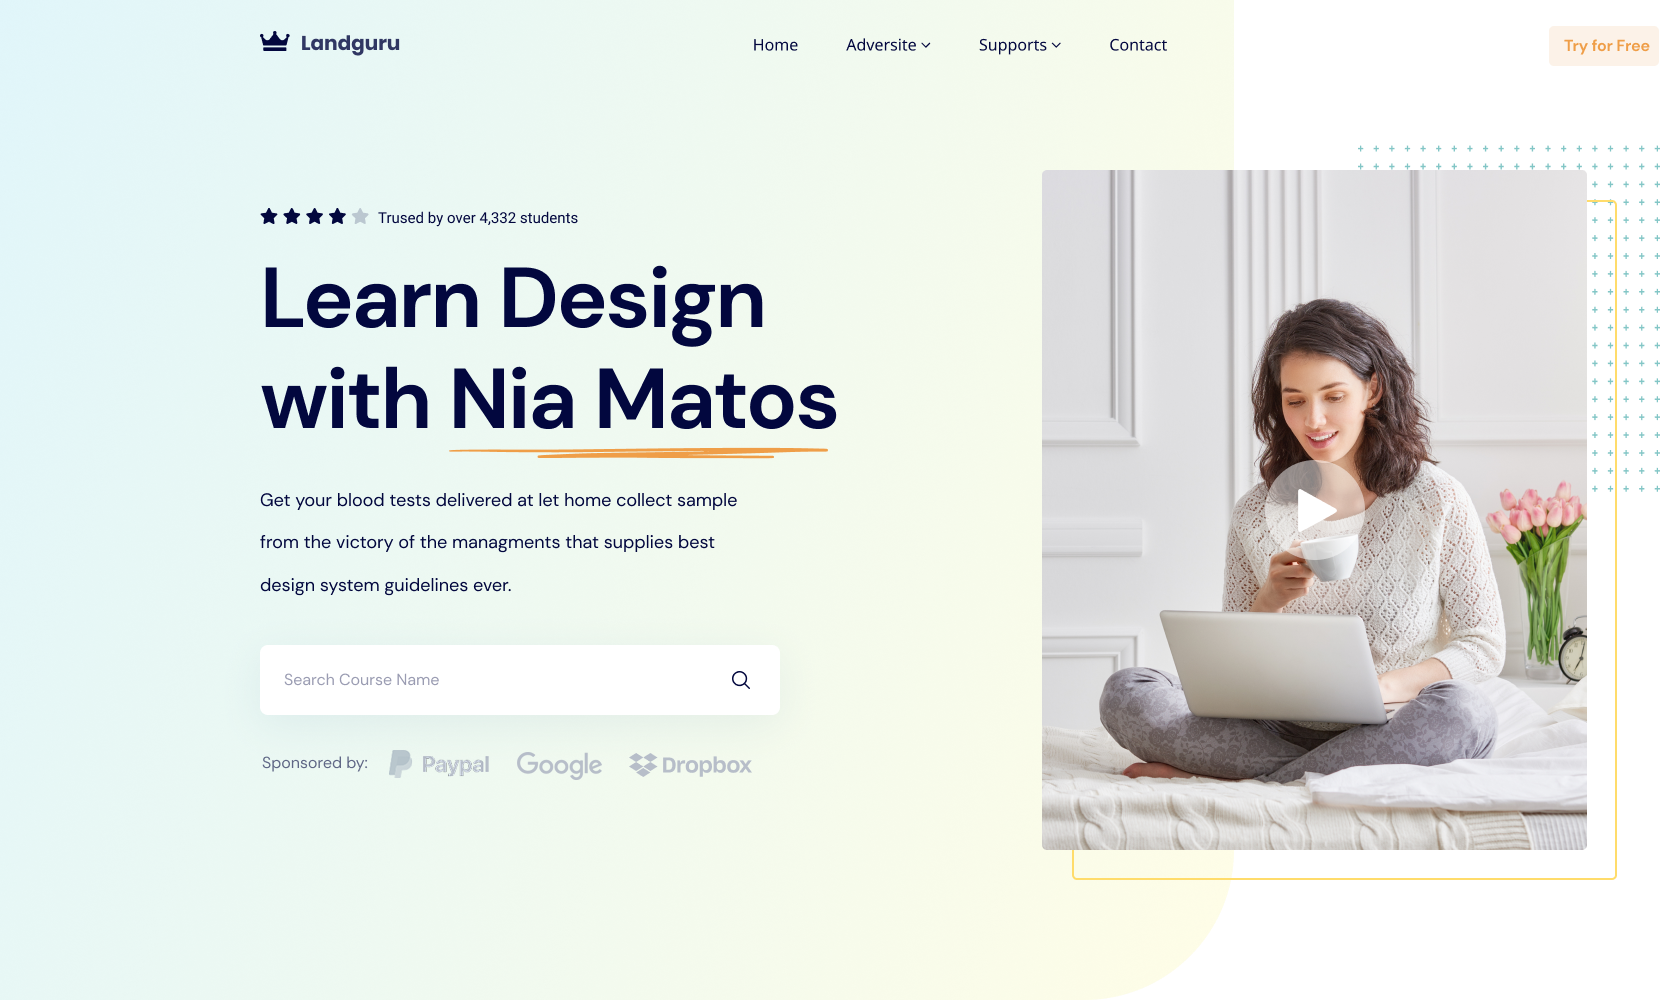 Landguru
Home
Adversite
Supports
Contact
Try for Free
Trused by over 4,332 students
Learn Design
with Nia Matos
Get your blood tests delivered at let home collect sample
from the victory of the managments that supplies best
design system guidelines ever.
Search Course Name
Sponsored by:
Paypal
Google
Dropbox